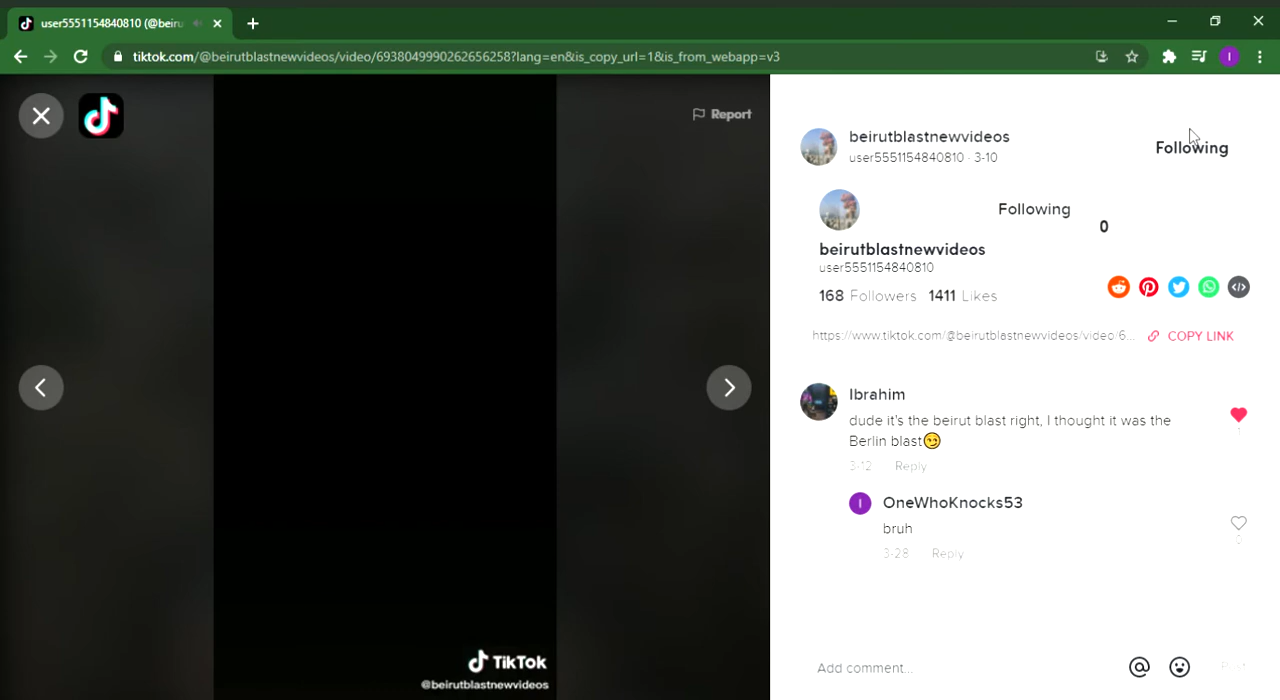 user5551154840810 (@beiru
tiktok.com/@beirutblastnewvideos/video/6938049990262656258?lang=en&is_copy_url=1&is_from_webapp=v3
I
Report
beirutblastnewvideos
user5551154840810 · 3-10
Following
Following
0
beirutblastnewvideos
user5551154840810
168 Followers 1411 Likes
https://www.tiktok.com/@beirutblastnewvideos/video/6...
COPY LINK
Ibrahim
dude it's the beirut blast right, I thought it was the
Berlin blast😏
1
3-12 Reply
I
OneWhoKnocks53
bruh
0
3-28 Reply
TikTok
@beirutblastnewvideos
Add comment...
Post